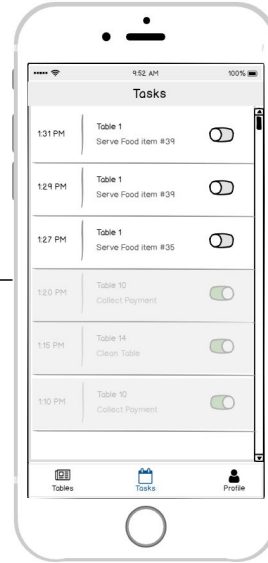 9:52 AM 100%
Tasks
1:31 PM
Table 1
Serve Food item #39
1:29 PM
Table 1
Serve Food item #39
1:27 PM
Table 1
Serve Food item #35
1:20 PM
Table 10
Collect Payment
1:15 PM
Table 14
Clean Table
1:10 PM
Table 10
Collect Payment
Tables Tasks Profile